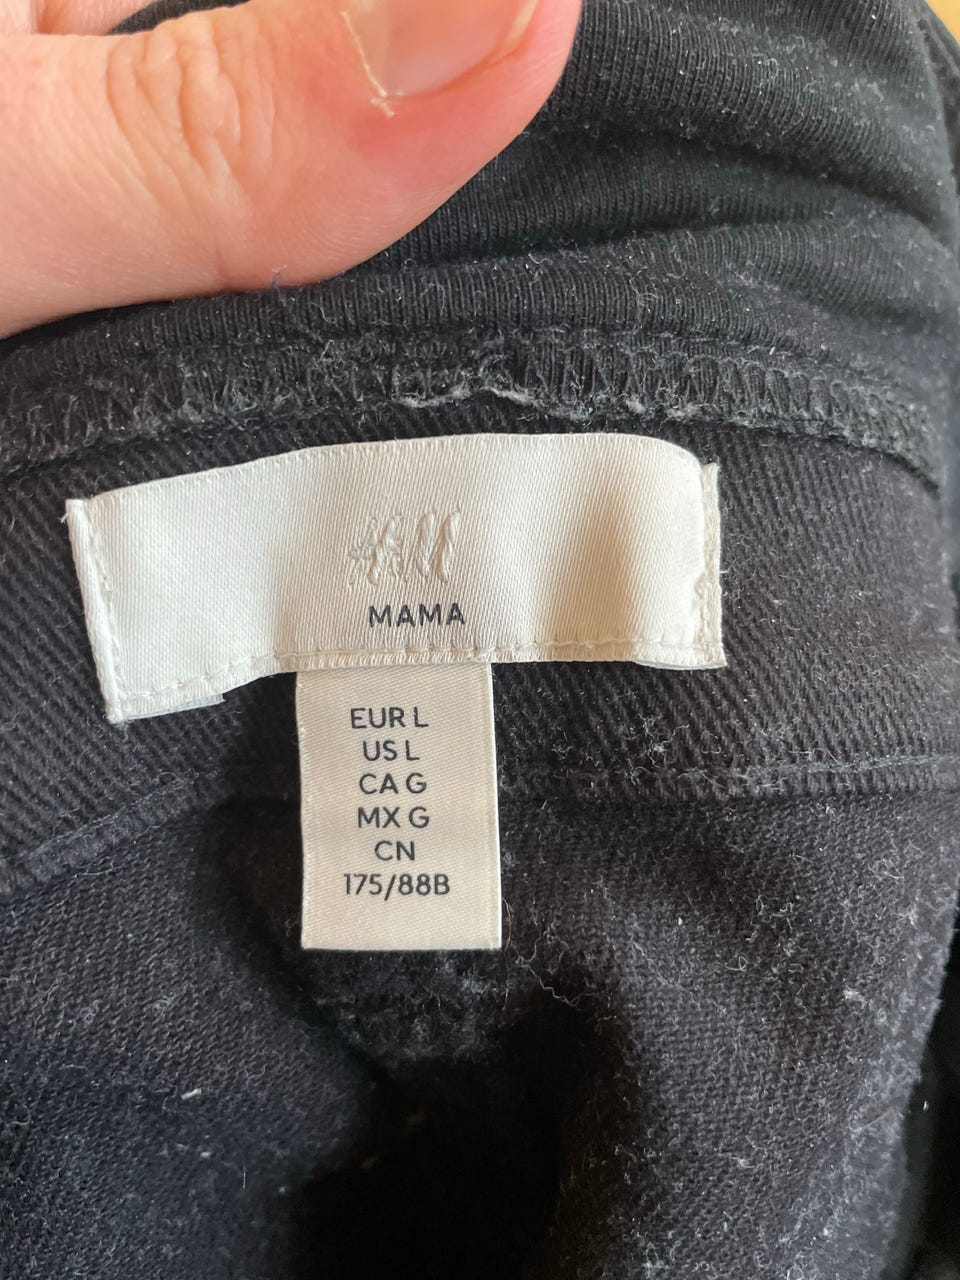 H&M
MAMA
EUR L
US L
CA G
MX G
CN
175/88B